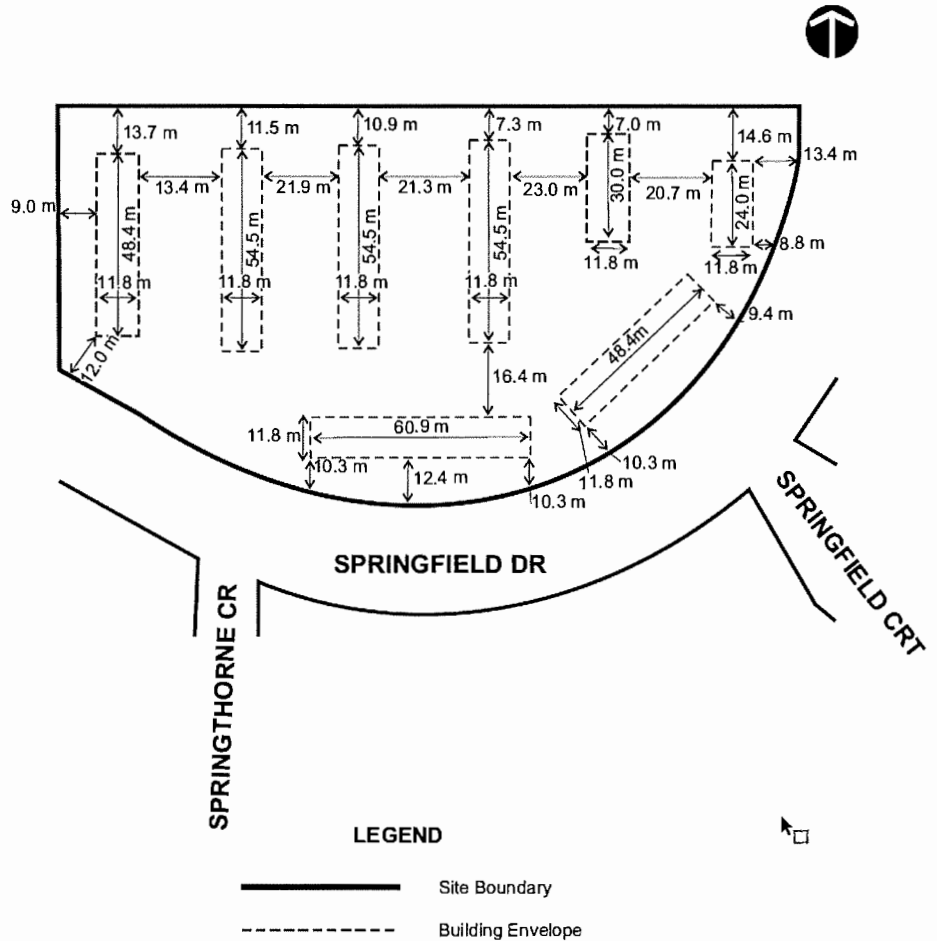 13.7 m
11.5 m
10.9 m
7.3 m
7.0 m
14.6 m
13.4 m
13.4 m
21.9 m
21.3 m
23.0 m
20.7 m
9.0 m
48.4 m
54.5 m
54.5 m
54.5 m
30.0 m
24.0 m
8.8 m
11.8 m
11.8 m
11.8 m
11.8 m
11.8 m
11.8 m
9.4 m
12.0 m
48.4m
16.4 m
11.8 m
60.9 m
10.3 m
12.4 m
10.3 m
11.8 m
10.3 m
SPRINGFIELD DR
SPRINGFIELD CRT
SPRINGTHORNE CR
LEGEND
Site Boundary
Building Envelope